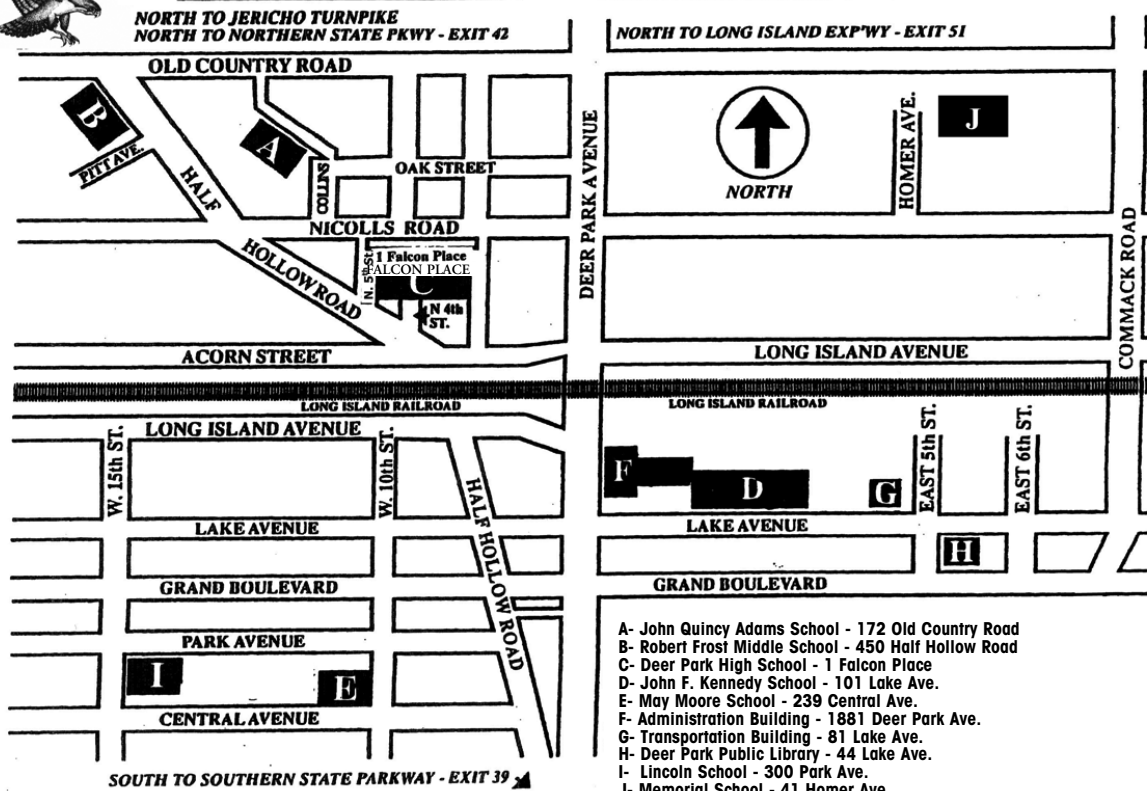 NORTH TO JERICHO TURNPIKE
NORTH TO NORTHERN STATE PKWY - EXIT 42
NORTH TO LONG ISLAND EXP'WY - EXIT 51
OLD COUNTRY ROAD
B
A
J
PITT AVE.
HALF
COLLINS
OAK STREET
DEER PARK AVENUE
NORTH
HOMER AVE.
COMMACK ROAD
NICOLLS ROAD
HOLLOW ROAD
N. 5th St.
1 Falcon Place
FALCON PLACE
C
N 4th
ST.
ACORN STREET
LONG ISLAND AVENUE
LONG ISLAND RAILROAD
LONG ISLAND RAILROAD
LONG ISLAND AVENUE
W. 15th ST.
W. 10th ST.
HALF HOLLOW ROAD
F
D
G
EAST 5th ST.
EAST 6th ST.
LAKE AVENUE
LAKE AVENUE
H
GRAND BOULEVARD
GRAND BOULEVARD
PARK AVENUE
I
E
CENTRAL AVENUE
SOUTH TO SOUTHERN STATE PARKWAY - EXIT 39
A- John Quincy Adams School - 172 Old Country Road
B- Robert Frost Middle School - 450 Half Hollow Road
C- Deer Park High School - 1 Falcon Place
D- John F. Kennedy School - 101 Lake Ave.
E- May Moore School - 239 Central Ave.
F- Administration Building - 1881 Deer Park Ave.
G- Transportation Building - 81 Lake Ave.
H- Deer Park Public Library - 44 Lake Ave.
I- Lincoln School - 300 Park Ave.
J- Memorial School - 41 Homer Ave.